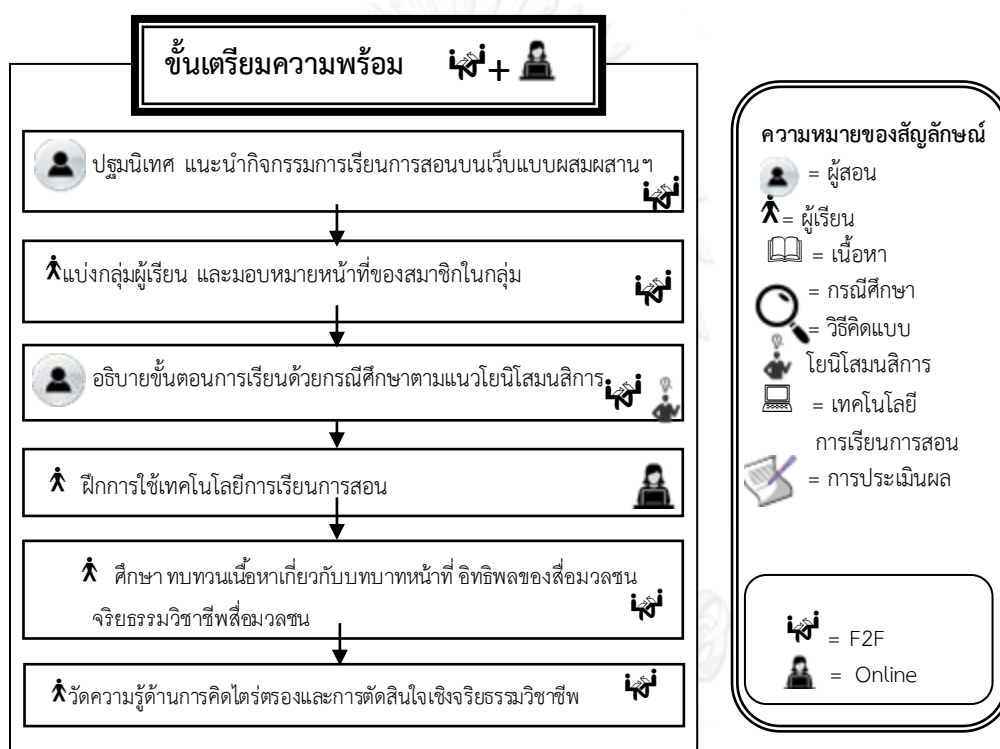 ขั้นเตรียมความพร้อม +
ปฐมนิเทศ แนะนำกิจกรรมการเรียนการสอนบนเว็บแบบผสมผสานฯ
แบ่งกลุ่มผู้เรียน และมอบหมายหน้าที่ของสมาชิกในกลุ่ม
อธิบายขั้นตอนการเรียนด้วยกรณีศึกษาตามแนวโยนิโสมนสิการ
ฝึกการใช้เทคโนโลยีการเรียนการสอน
ศึกษา ทบทวนเนื้อหาเกี่ยวกับบทบาทหน้าที่ อิทธิพลของสื่อมวลชน
จริยธรรมวิชาชีพสื่อมวลชน
วัดความรู้ด้านการคิดไตร่ตรองและการตัดสินใจเชิงจริยธรรมวิชาชีพ
ความหมายของสัญลักษณ์
= ผู้สอน
= ผู้เรียน
= เนื้อหา
= กรณีศึกษา
= วิธีคิดแบบ
โยนิโสมนสิการ
= เทคโนโลยี
การเรียนการสอน
= การประเมินผล
= F2F
= Online